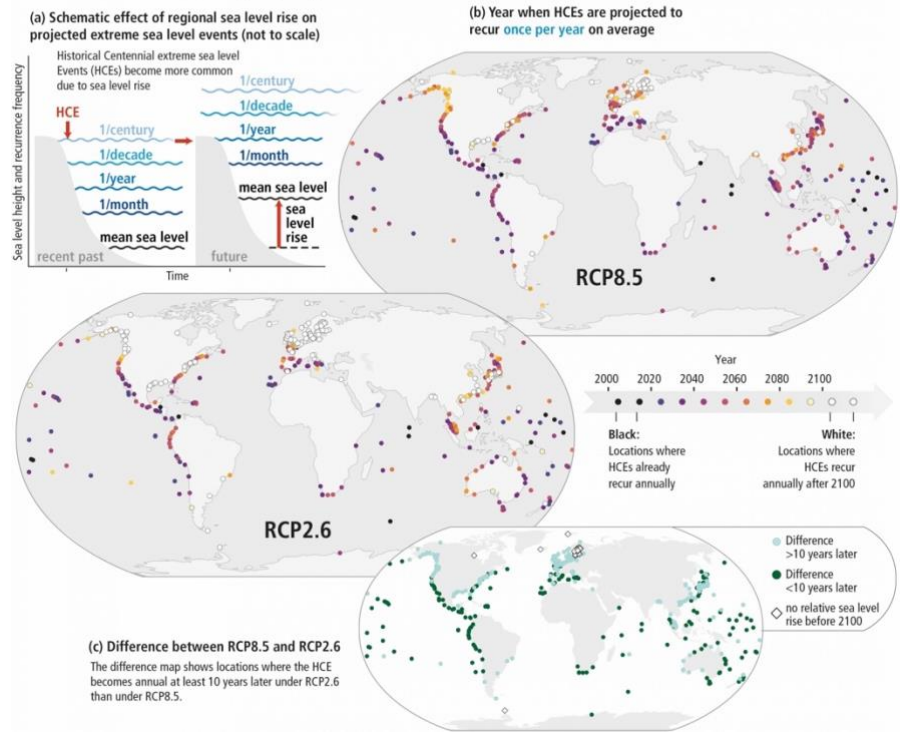 (a) Schematic effect of regional sea level rise on
projected extreme sea level events (not to scale)
Historical Centennial extreme sea level
Events (HCEs) become more common
due to sea level rise
Sea level height and recurrence frequency
HCE
1/century
1/decade
1/year
1/month
mean sea level
recent past
1/century
1/decade
1/year
1/month
mean sea level
sea
level
rise
future
Time
(b) Year when HCEs are projected to
recur once per year on average
RCP8.5
RCP2.6
Year
2000 2020 2040 2060 2080 2100
Black:
Locations where
HCEs already
recur annually
White:
Locations where
HCEs recur
annually after 2100
(c) Difference between RCP8.5 and RCP2.6
The difference map shows locations where the HCE
becomes annual at least 10 years later under RCP2.6
than under RCP8.5.
Difference
>10 years later
Difference
<10 years later
no relative sea level
rise before 2100